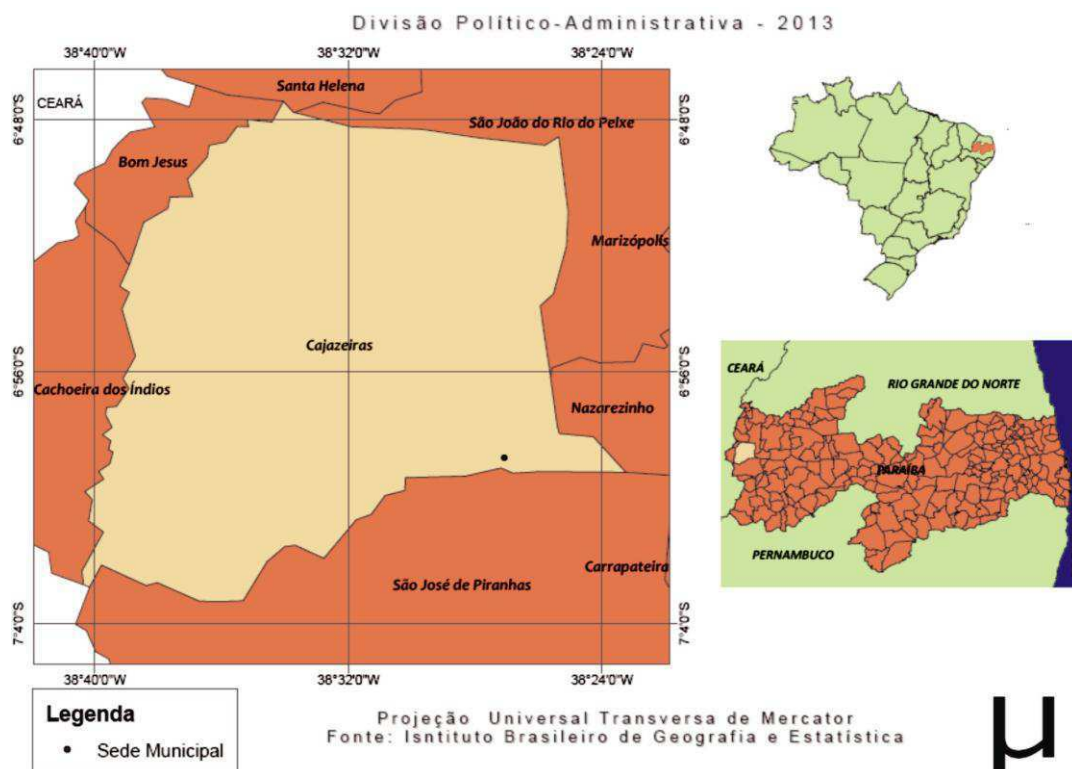 Divisão Político-Administrativa - 2013
38°40'0"W 38°32'0"W 38°24'0"W
CEARÁ
Santa Helena
6°48'0"S
São João do Rio do Peixe
6°48'0"S
Bom Jesus
Marizópolis
Cajazeiras
6°56'0"S
6°56'0"S
Cachoeira dos Índios
Nazarezinho
CEARÁ
RIO GRANDE DO NORTE
PARAÍBA
PERNAMBUCO
Carrapateira
São José de Piranhas
7°4'0"S
7°4'0"S
38°40'0"W 38°32'0"W 38°24'0"W
Legenda
Sede Municipal
Projeção Universal Transversa de Mercator
Fonte: Isntituto Brasileiro de Geografia e Estatística
μ